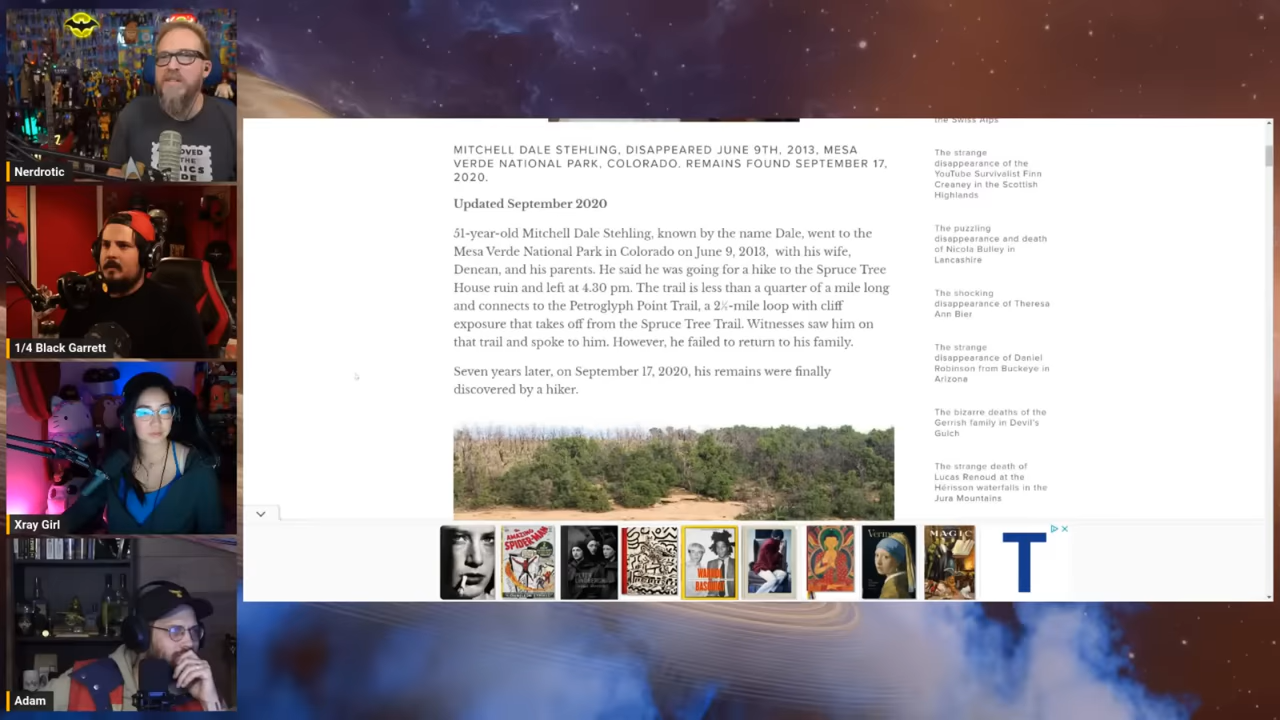 Nerdrotic
1/4 Black Garrett
Xray Girl
Adam
MITCHELL DALE STEHLING, DISAPPEARED JUNE 9TH, 2013, MESA
VERDE NATIONAL PARK, COLORADO. REMAINS FOUND SEPTEMBER 17,
2020.
Updated September 2020
51-year-old Mitchell Dale Stehling, known by the name Dale, went to the
Mesa Verde National Park in Colorado on June 9, 2013, with his wife,
Denean, and his parents. He said he was going for a hike to the Spruce Tree
House ruin and left at 4.30 pm. The trail is less than a quarter of a mile long
and connects to the Petroglyph Point Trail, a 2½-mile loop with cliff
exposure that takes off from the Spruce Tree Trail. Witnesses saw him on
that trail and spoke to him. However, he failed to return to his family.
Seven years later, on September 17, 2020, his remains were finally
discovered by a hiker.
the Swiss Alps
The strange
disappearance of the
YouTube Survivalist Finn
Creaney in the Scottish
Highlands
The puzzling
disappearance and death
of Nicola Bulley in
Lancashire
The shocking
disappearance of Theresa
Ann Bier
The strange
disappearance of Daniel
Robinson from Buckeye in
Arizona
The bizarre deaths of the
Gerrish family in Devil's
Gulch
The strange death of
Lucas Renoud at the
Hérisson waterfalls in the
Jura Mountains
AMAZING
SPIDER-MAN
WARHOL
BASQUIAT
MAGIC
T